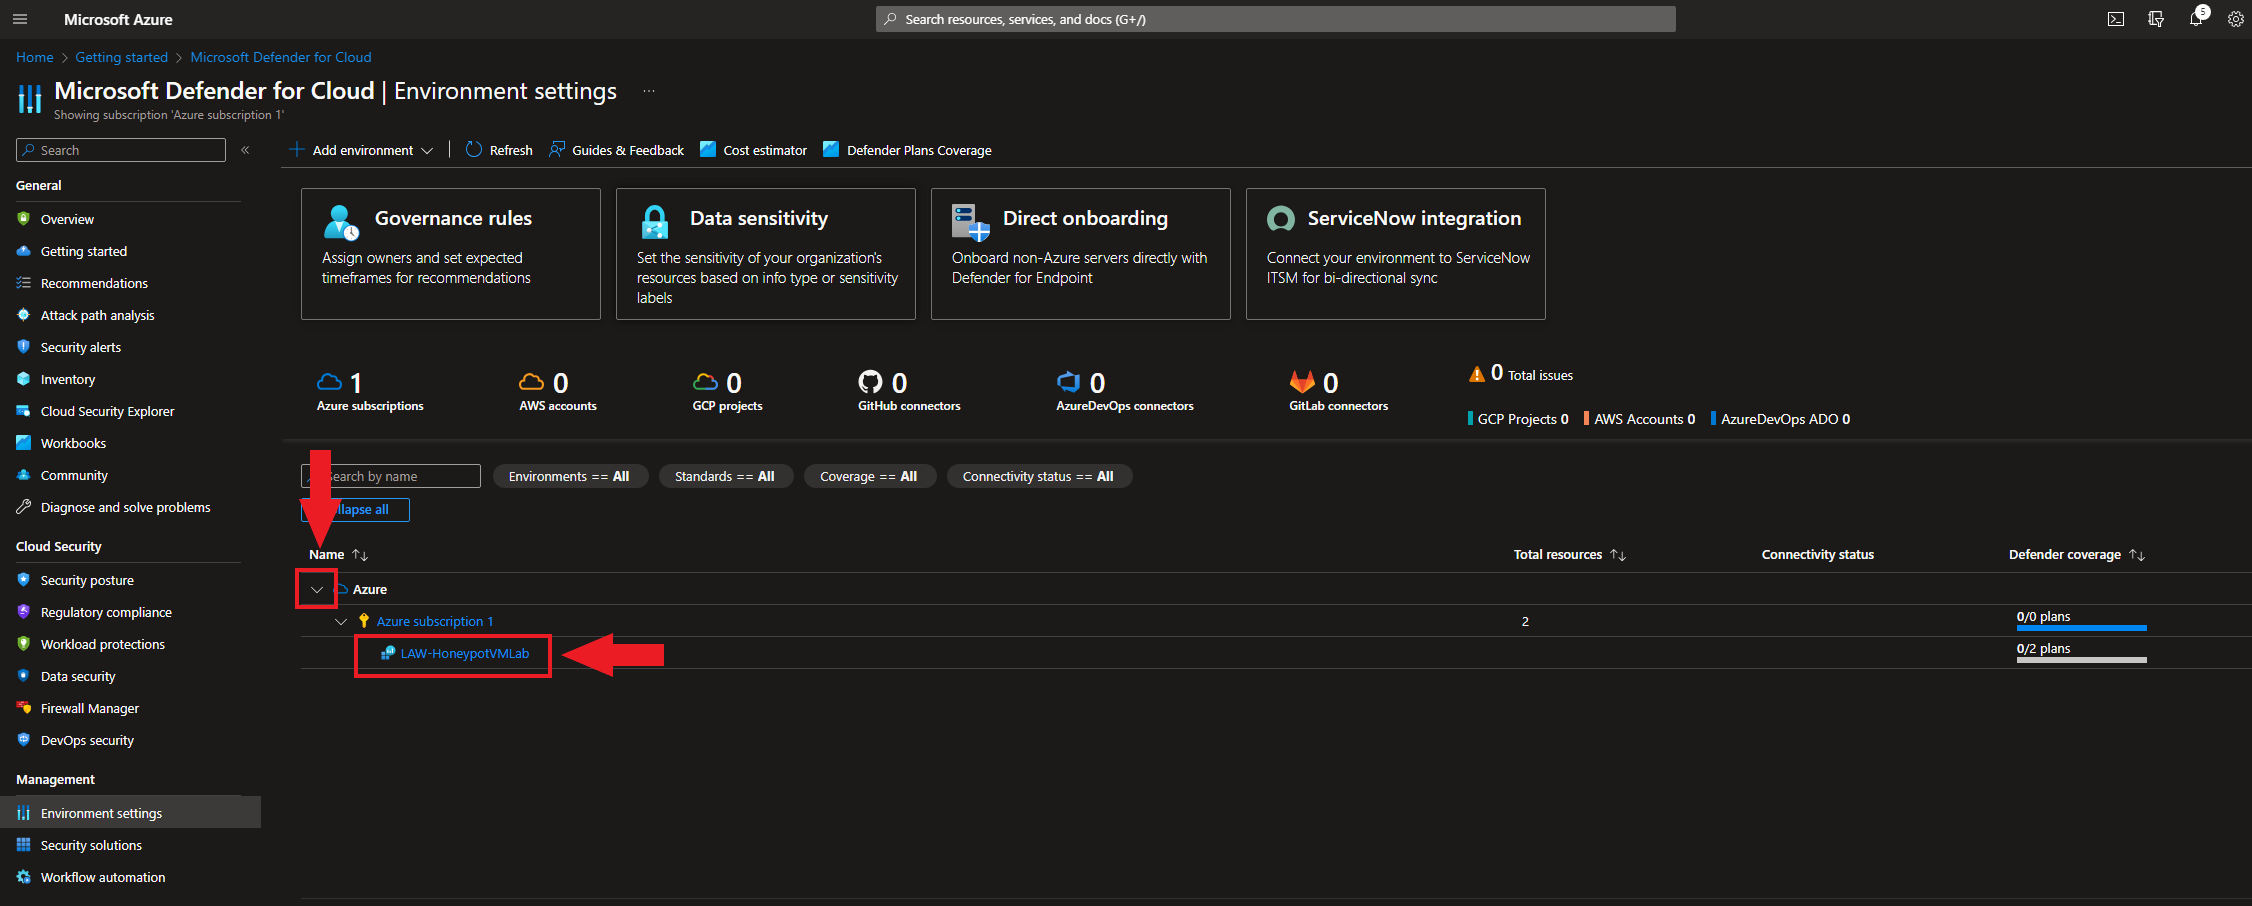 Microsoft Azure
Search resources, services, and docs (G+/)
5
Home > Getting started > Microsoft Defender for Cloud
Microsoft Defender for Cloud | Environment settings ...
Showing subscription 'Azure subscription 1'
Search
«
Add environment
Refresh
Guides & Feedback
Cost estimator
Defender Plans Coverage
General
Overview
Getting started
Recommendations
Attack path analysis
Security alerts
Inventory
Cloud Security Explorer
Workbooks
Community
Diagnose and solve problems
Cloud Security
Security posture
Regulatory compliance
Workload protections
Data security
Firewall Manager
DevOps security
Management
Environment settings
Security solutions
Workflow automation
Governance rules
Assign owners and set expected
timeframes for recommendations
Data sensitivity
Set the sensitivity of your organization's
resources based on info type or sensitivity
labels
Direct onboarding
Onboard non-Azure servers directly with
Defender for Endpoint
ServiceNow integration
Connect your environment to ServiceNow
ITSM for bi-directional sync
1
Azure subscriptions
0
AWS accounts
0
GCP projects
0
GitHub connectors
0
AzureDevOps connectors
0
GitLab connectors
0 Total issues
GCP Projects 0
AWS Accounts 0
AzureDevOps ADO 0
by name
Environments == All
Standards == All
Coverage == All
Connectivity status == All
all
Name ↑↓
Total resources ↑↓
Connectivity status
Defender coverage ↑↓
Azure
Azure subscription 1
2
0/0 plans
LAW-HoneypotVMLab
0/2 plans